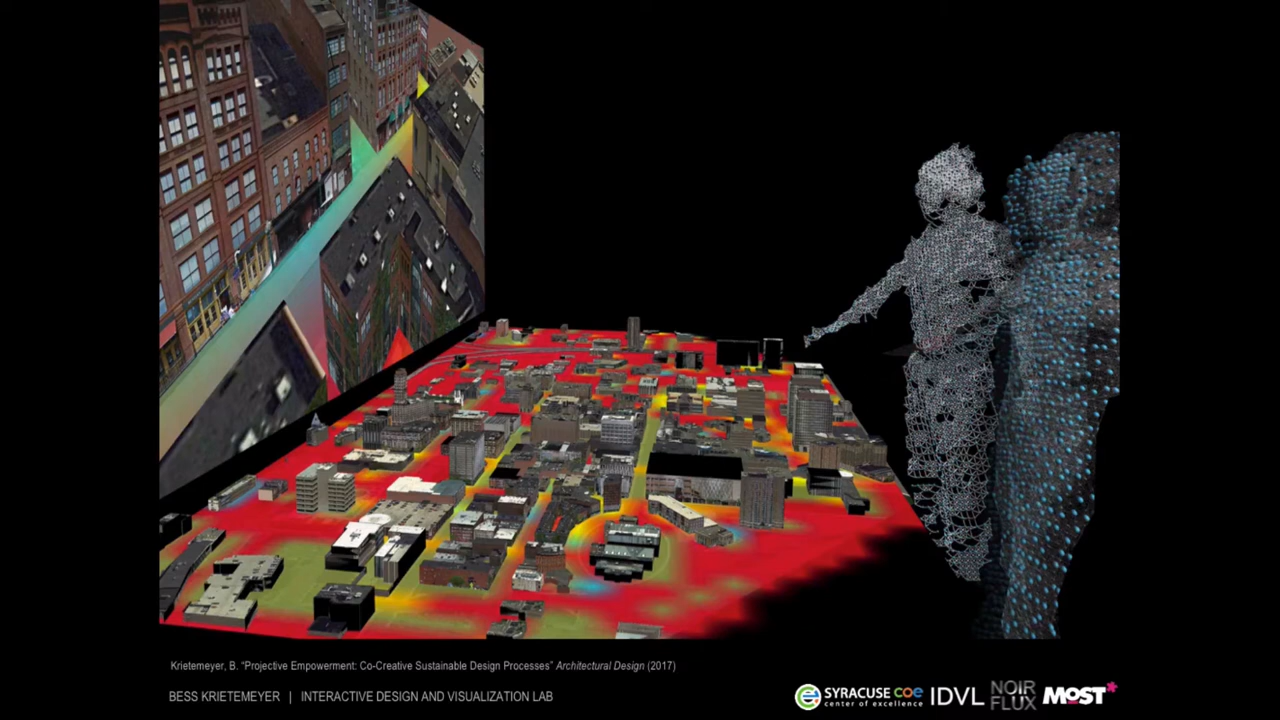 Krietemeyer, B. “Projective Empowerment: Co-Creative Sustainable Design Processes” Architectural Design (2017)
BESS KRIETEMEYER | INTERACTIVE DESIGN AND VISUALIZATION LAB
SYRACUSE COE
center of excellence
IDVL
NOIR
FLUX
MOST*